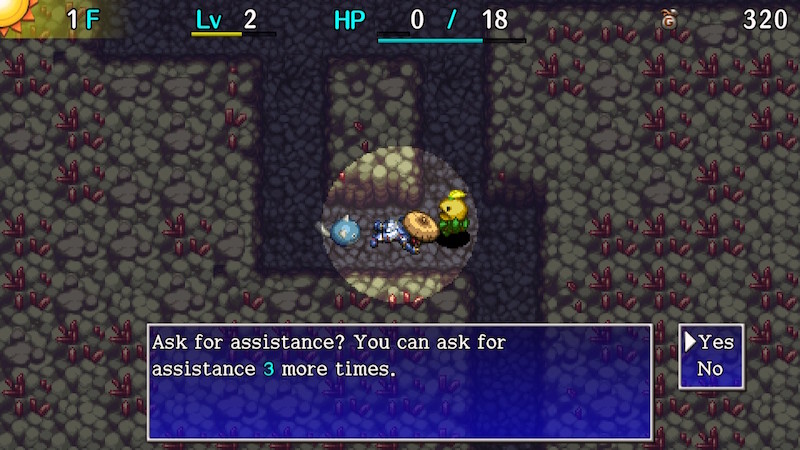 1F Lv 2 HP 0 / 18 G 320
Ask for assistance? You can ask for
assistance 3 more times.
Yes
No